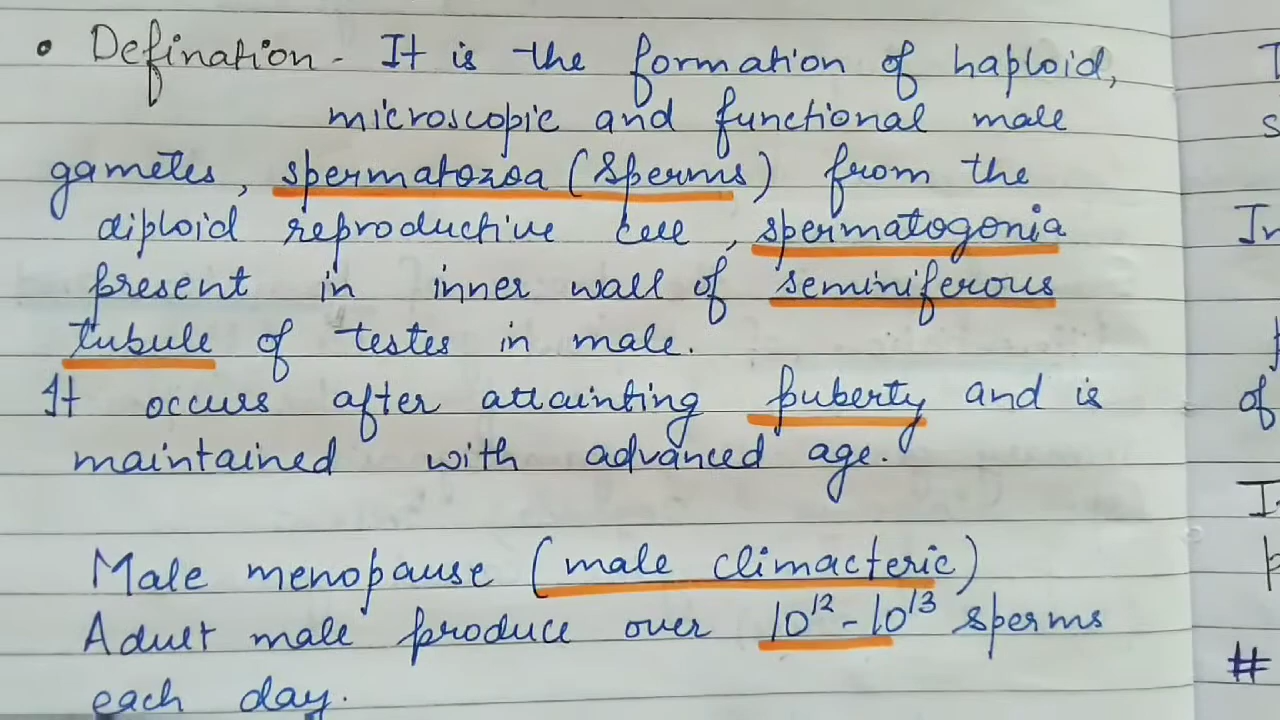 • Defination - It is the formation of haploid,
microscopic and functional male
gametes, spermatozoa (Sperms) from the
diploid reproductive cell, spermatogonia
present in inner wall of seminiferous
tubule of testes in male.
It occurs after attainting puberty and is
maintained with advanced age.
Male menopause (male climacteric)
Adult male produce over 10¹² - 10¹³ sperms
each day.
In
of
#